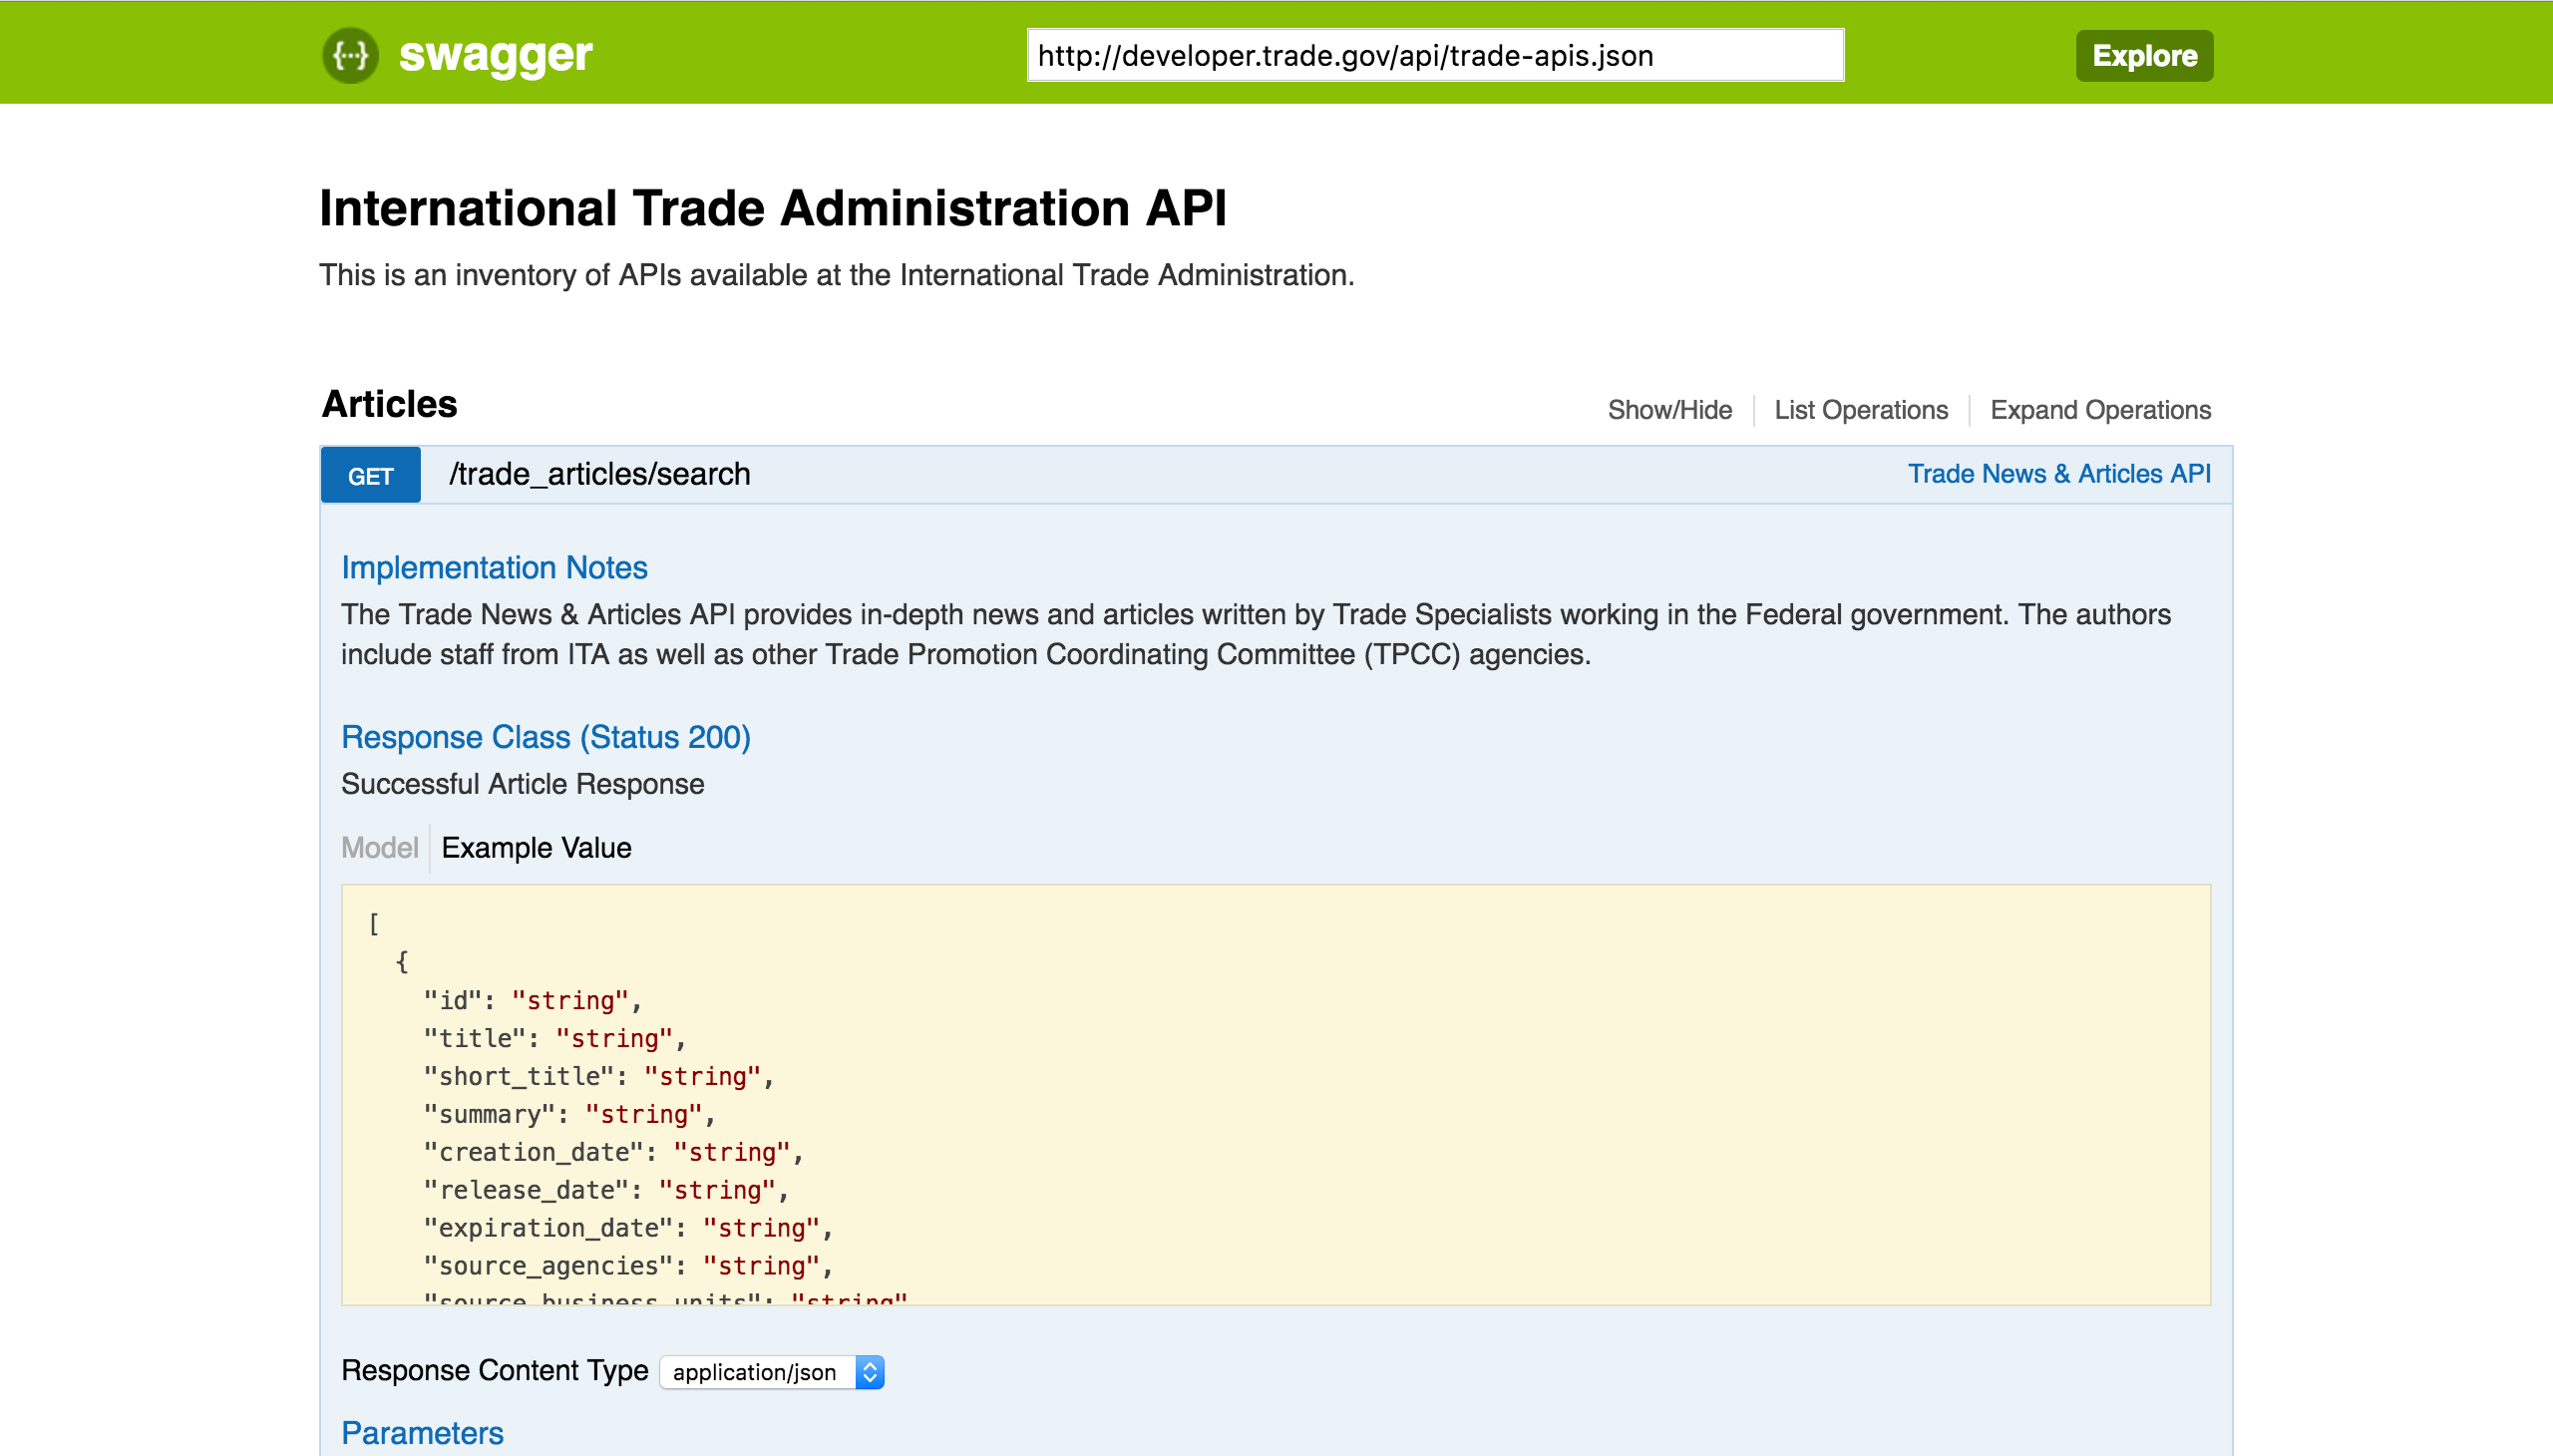 {···} swagger
http://developer.trade.gov/api/trade-apis.json
Explore
International Trade Administration API
This is an inventory of APIs available at the International Trade Administration.
Articles
Show/Hide
List Operations
Expand Operations
GET
/trade_articles/search
Trade News & Articles API
Implementation Notes
The Trade News & Articles API provides in-depth news and articles written by Trade Specialists working in the Federal government. The authors
include staff from ITA as well as other Trade Promotion Coordinating Committee (TPCC) agencies.
Response Class (Status 200)
Successful Article Response
Model
Example Value
[
{
"id": "string",
"title": "string",
"short_title": "string",
"summary": "string",
"creation_date": "string",
"release_date": "string",
"expiration_date": "string",
"source_agencies": "string",
"source_business_units": "string"
Response Content Type application/json
Parameters